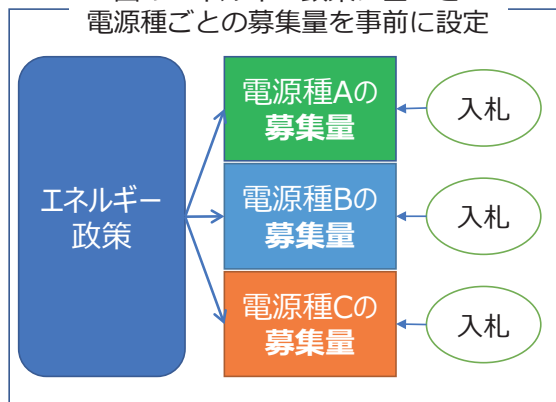 電源種ごとの募集量を事前に設定
エネルギー
政策
電源種Aの
募集量
入札
電源種Bの
募集量
入札
電源種Cの
募集量
入札